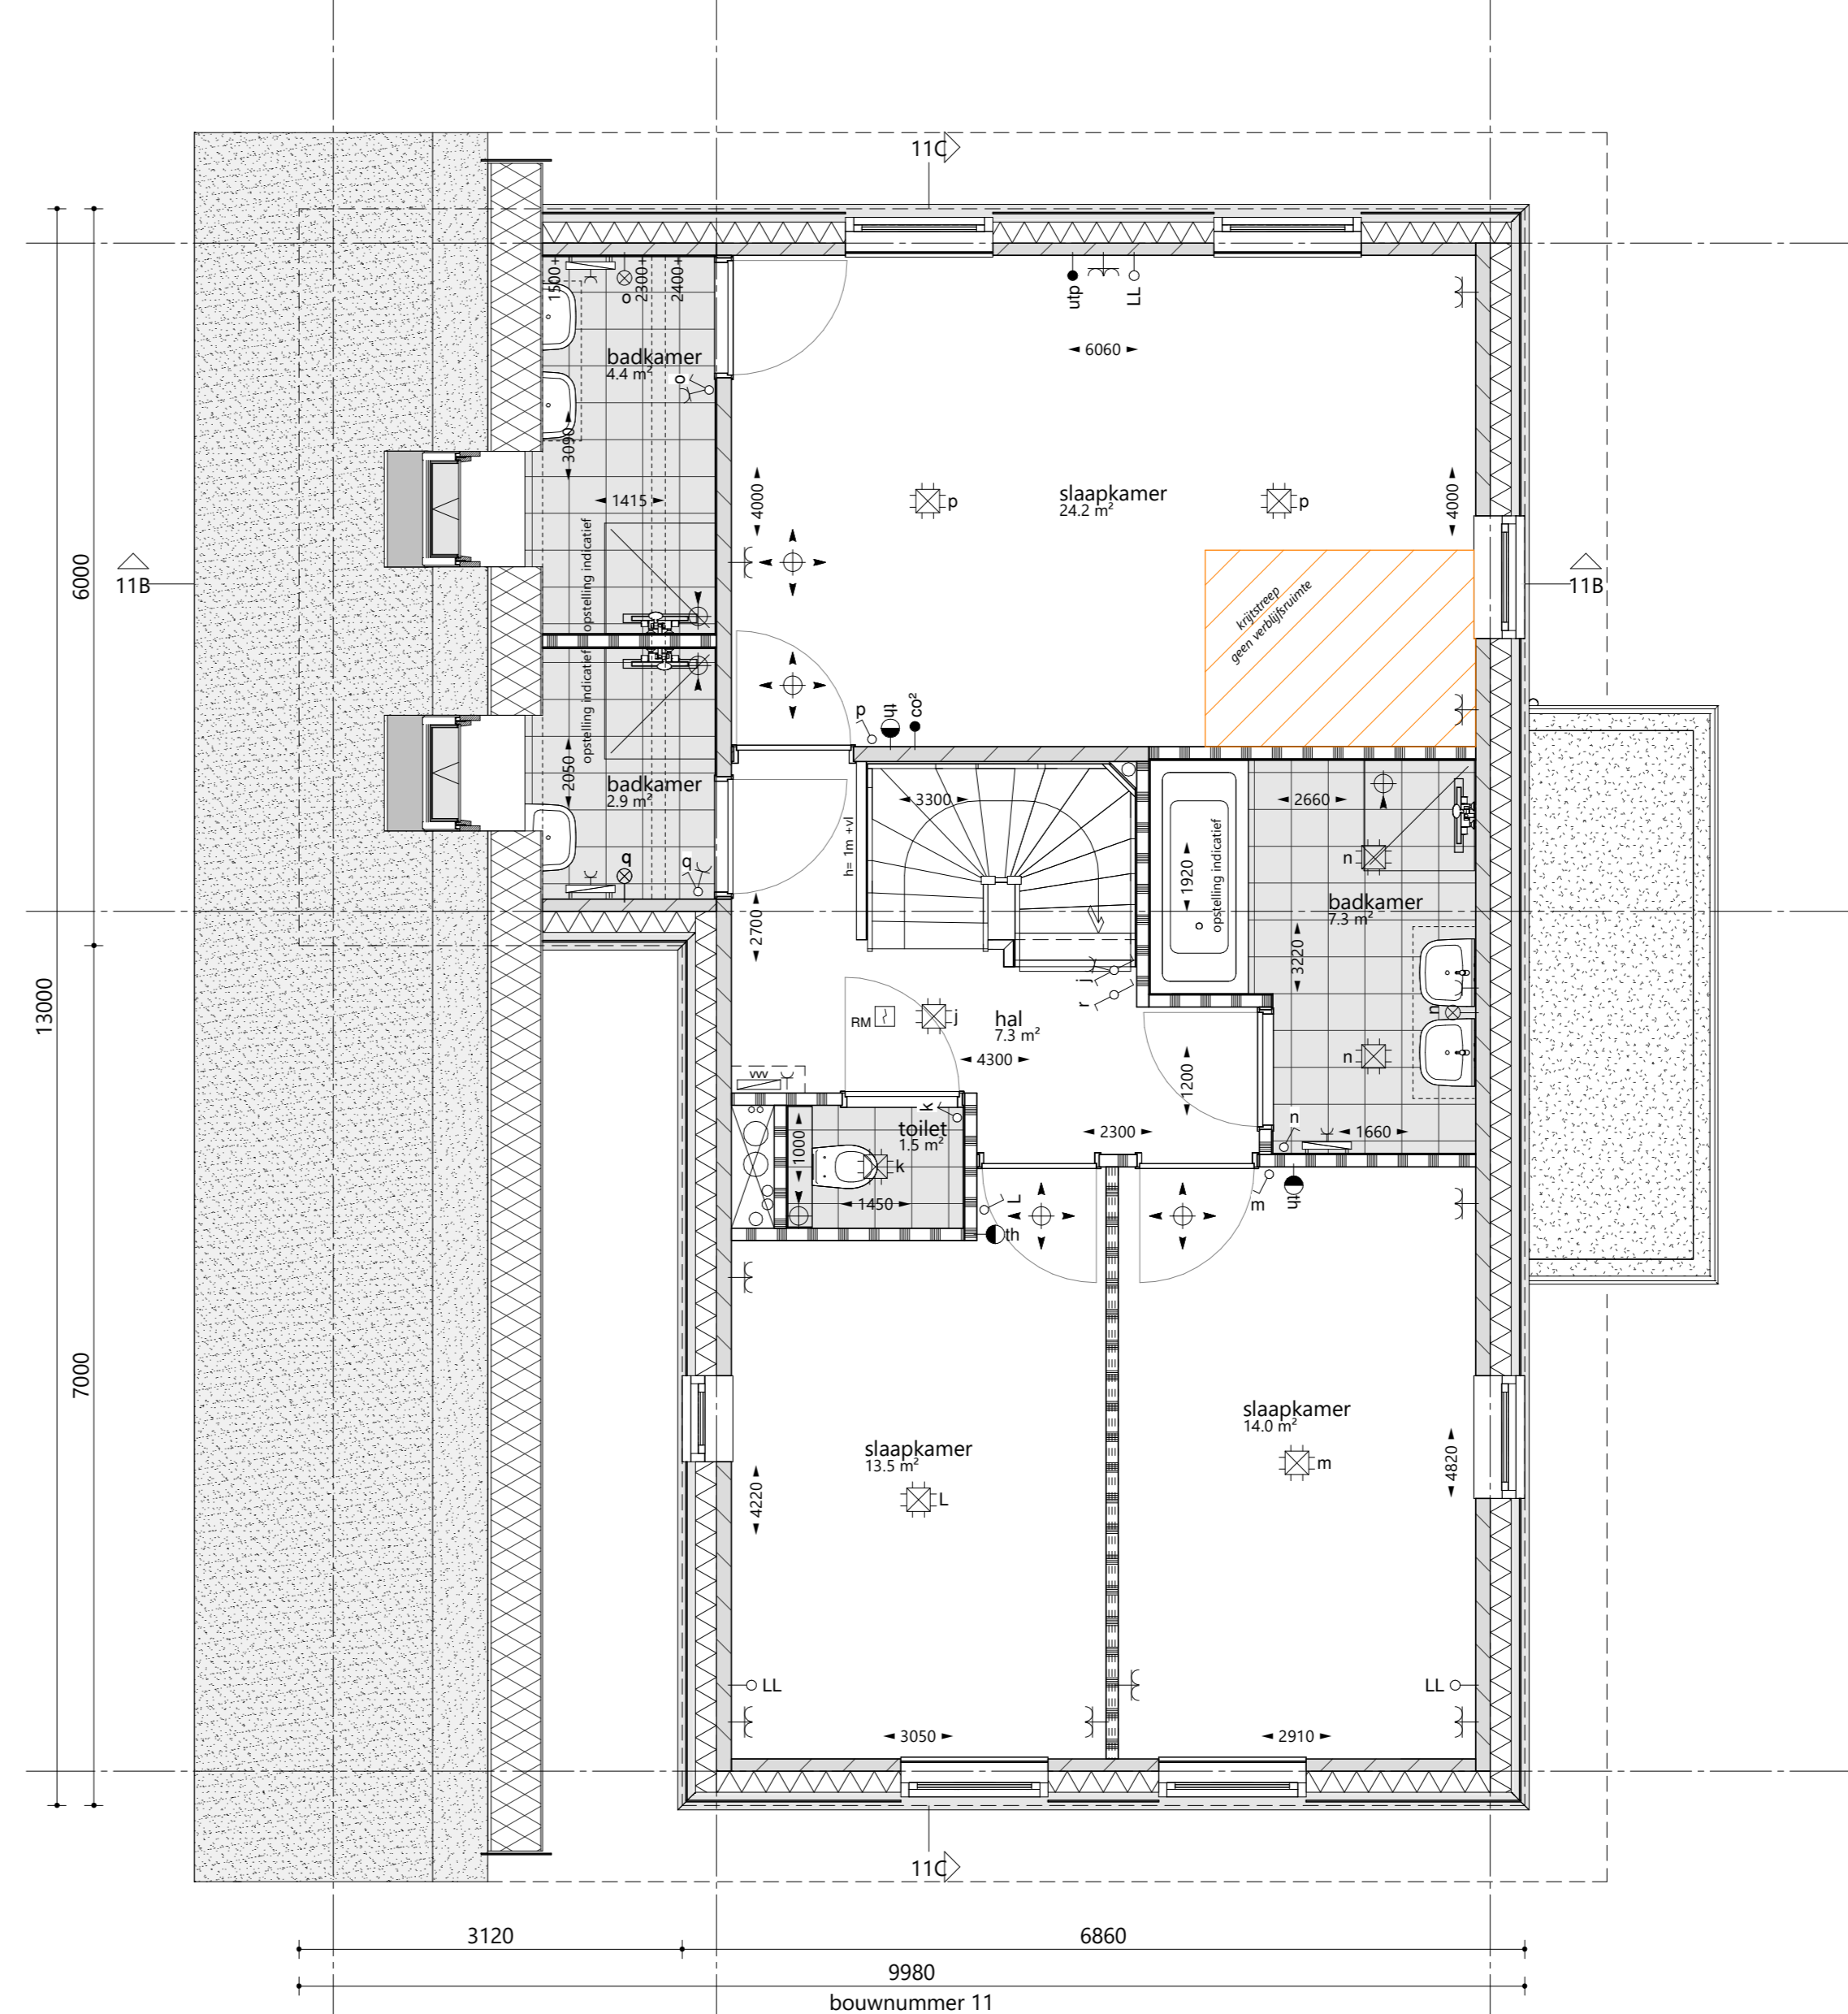 11C
1500+
o
2300+
2400+
utp
LL
6060
badkamer
4.4 m²
o
3090
1415
4000
p
slaapkamer
24.2 m²
p
4000
6000
11B
11B
opstelling indicatief
krijtstreep
geen verblijfsruimte
opstelling indicatief
p
th
co²
2050
badkamer
2.9 m²
3300
h= 1m +vl
2660
1920
opstelling indicatief
n
q
q
badkamer
7.3 m²
2700
3220
13000
j
r
RM
j
hal
7.3 m²
n
4300
n
1200
k
toilet
1.5 m²
n
1000
k
2300
1660
1450
L
m
th
th
7000
slaapkamer
14.0 m²
slaapkamer
13.5 m²
m
4820
L
4220
LL
LL
3050
2910
11C
3120
6860
9980
bouwnummer 11